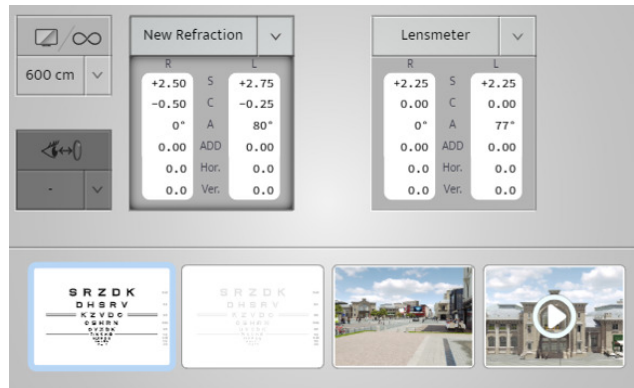 New Refraction
Lensmeter
600 cm
R L
+2.50 S +2.75
-0.50 C -0.25
0° A 80°
0.00 ADD 0.00
0.0 Hor. 0.0
0.0 Ver. 0.0
-
R L
+2.25 S +2.25
0.00 C 0.00
0° A 77°
0.00 ADD 0.00
0.0 Hor. 0.0
0.0 Ver. 0.0
S R Z D K
D H S R V
K Z V D C
S R Z D K
D H S R V
K Z V D C